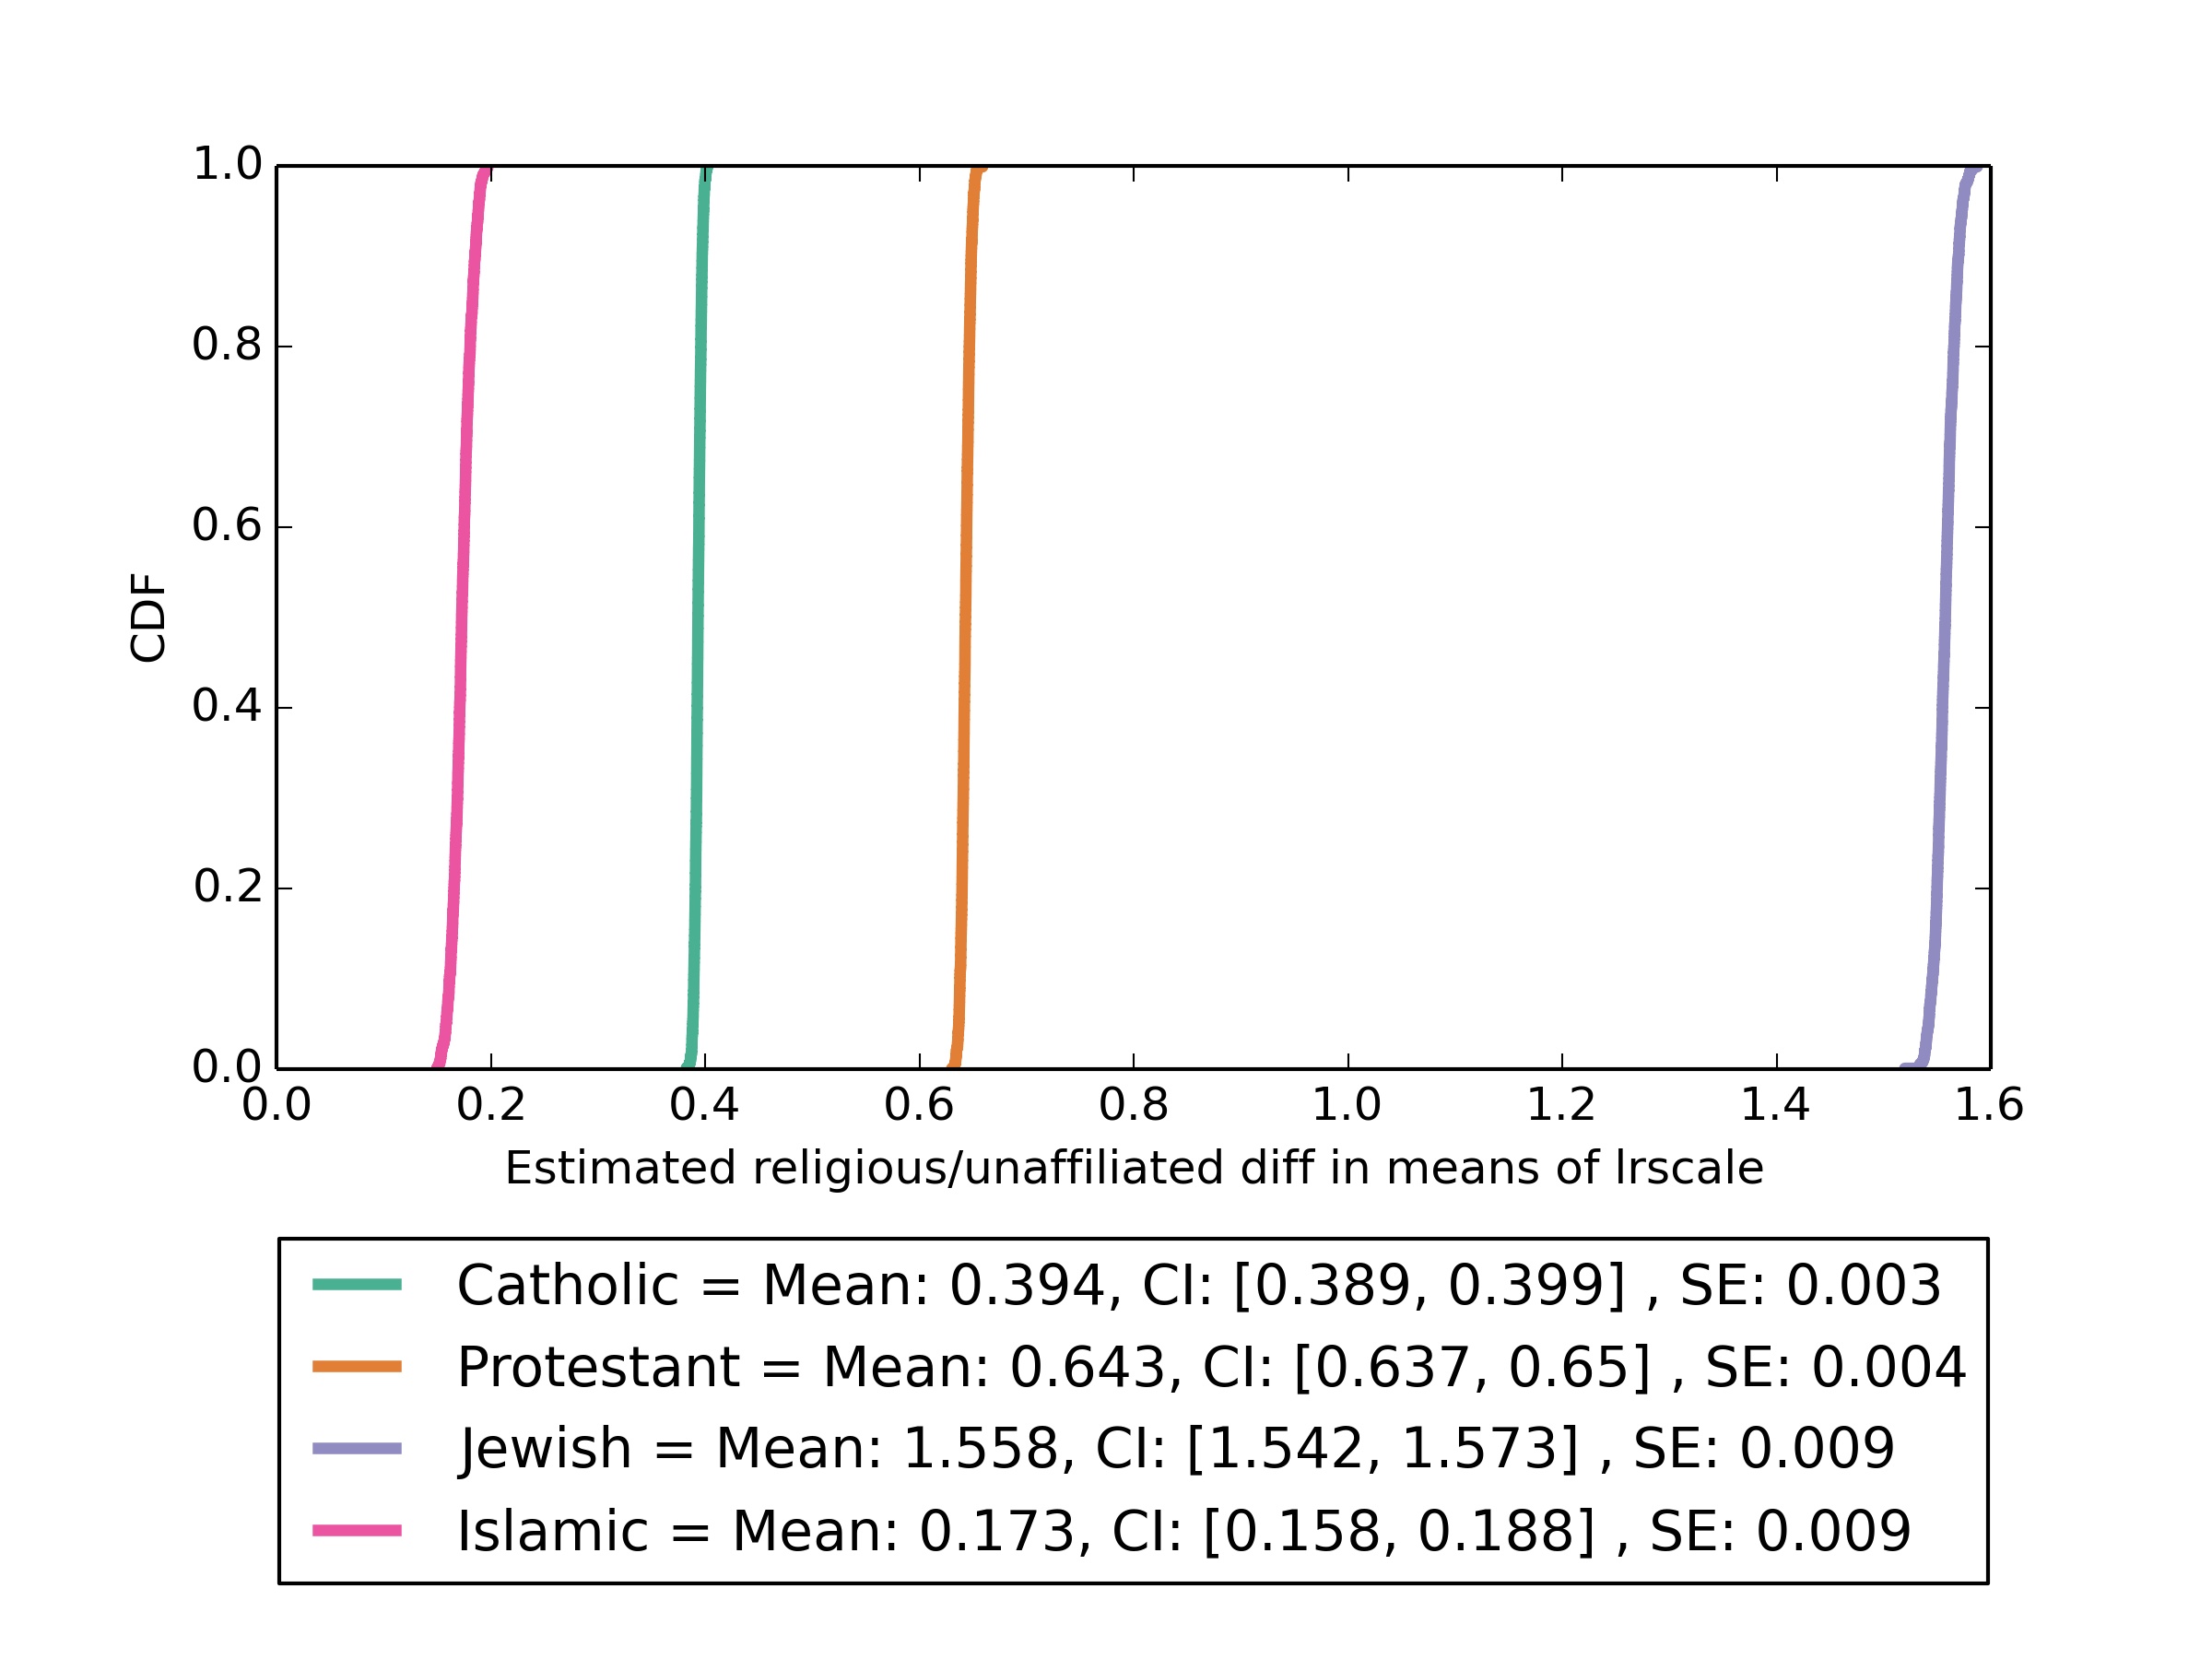 1.0
0.8
0.6
0.4
0.2
0.0
CDF
0.0 0.2 0.4 0.6 0.8 1.0 1.2 1.4 1.6
Estimated religious/unaffiliated diff in means of lrscale
Catholic = Mean: 0.394, CI: [0.389, 0.399] , SE: 0.003
Protestant = Mean: 0.643, CI: [0.637, 0.65] , SE: 0.004
Jewish = Mean: 1.558, CI: [1.542, 1.573] , SE: 0.009
Islamic = Mean: 0.173, CI: [0.158, 0.188] , SE: 0.009